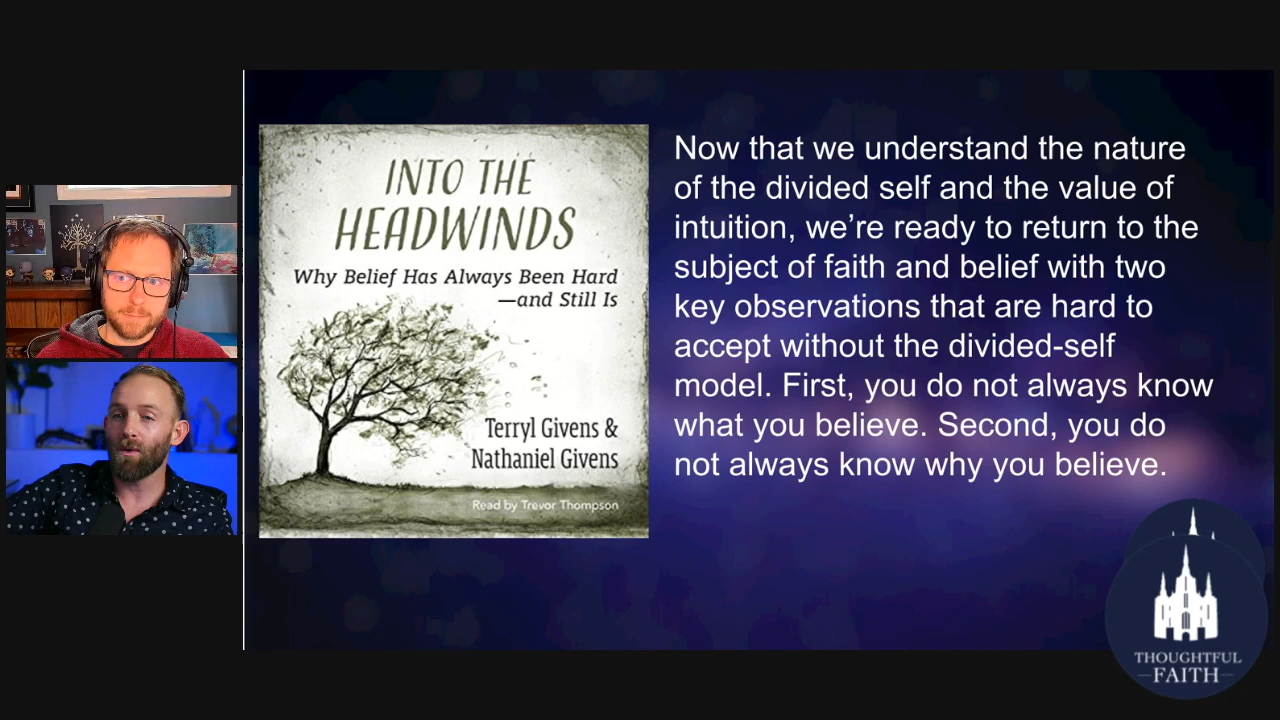 INTO THE
HEADWINDS
Why Belief Has Always Been Hard
—and Still Is
Terryl Givens &
Nathaniel Givens
Read by Trevor Thompson
Now that we understand the nature
of the divided self and the value of
intuition, we’re ready to return to the
subject of faith and belief with two
key observations that are hard to
accept without the divided-self
model. First, you do not always know
what you believe. Second, you do
not always know why you believe.
THOUGHTFUL
FAITH